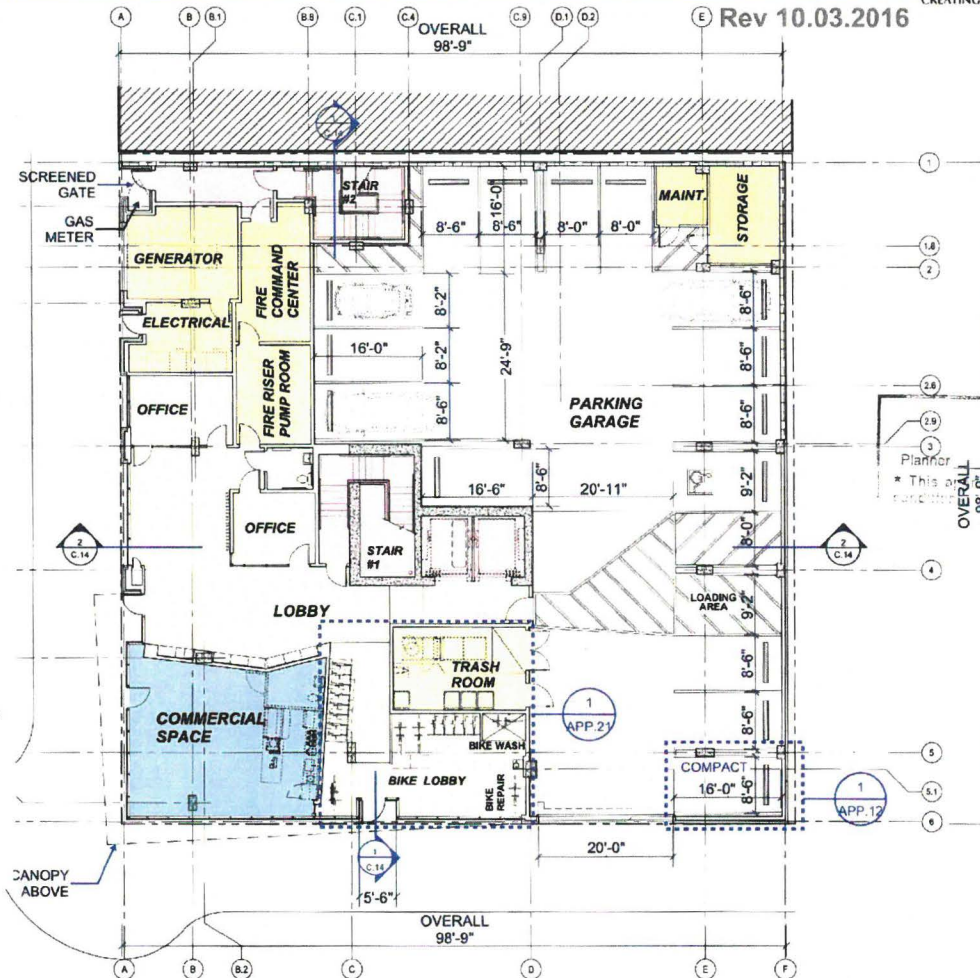 CREATING
Rev 10.03.2016
A
B
B.1
B.8
C.1
C.4
C.9
D.1
D.2
E
OVERALL
98'-9"
C.14
1
SCREENED
GATE
GAS
METER
STAIR
#2
16'-0"
8'-6"
8'-6"
8'-0"
8'-0"
MAINT.
STORAGE
1.8
2
GENERATOR
FIRE
COMMAND
CENTER
ELECTRICAL
8'-2"
8'-2"
8'-6"
16'-0"
24'-9"
8'-6"
8'-6"
8'-6"
PARKING
GARAGE
2.6
2.9
3
OFFICE
FIRE RISER
PUMP ROOM
Planner
* This
OVERALL
98'-9"
16'-6"
8'-6"
20'-11"
9'-2"
8'-0"
OFFICE
STAIR
#1
2
C.14
2
C.14
4
LOADING
AREA
9'-2"
LOBBY
TRASH
ROOM
COMMERCIAL
SPACE
1
APP.21
BIKE WASH
BIKE LOBBY
BIKE
REPAIR
8'-6"
8'-6"
5
COMPACT
16'-0"
8'-6"
1
APP.12
5.1
6
CANOPY
ABOVE
1
C.14
5'-6"
20'-0"
OVERALL
98'-9"
A
B
B.2
C
D
E
F